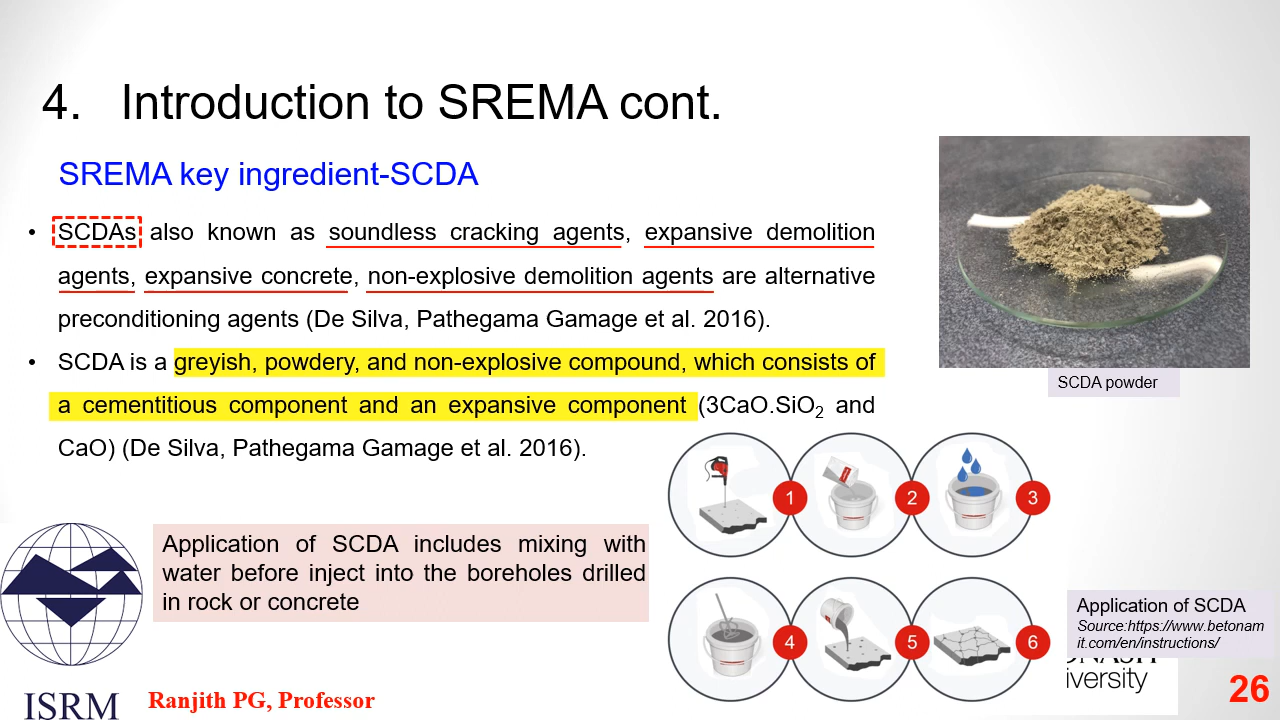 4. Introduction to SREMA cont.
SREMA key ingredient-SCDA
• SCDAs also known as soundless cracking agents, expansive demolition
agents, expansive concrete, non-explosive demolition agents are alternative
preconditioning agents (De Silva, Pathegama Gamage et al. 2016).
• SCDA is a greyish, powdery, and non-explosive compound, which consists of
a cementitious component and an expansive component (3CaO.SiO₂ and
CaO) (De Silva, Pathegama Gamage et al. 2016).
SCDA powder
1
2
3
4
5
6
Application of SCDA includes mixing with
water before inject into the boreholes drilled
in rock or concrete
Application of SCDA
Source:https://www.betonam
it.com/en/instructions/
iversity
ISRM
Ranjith PG, Professor
26